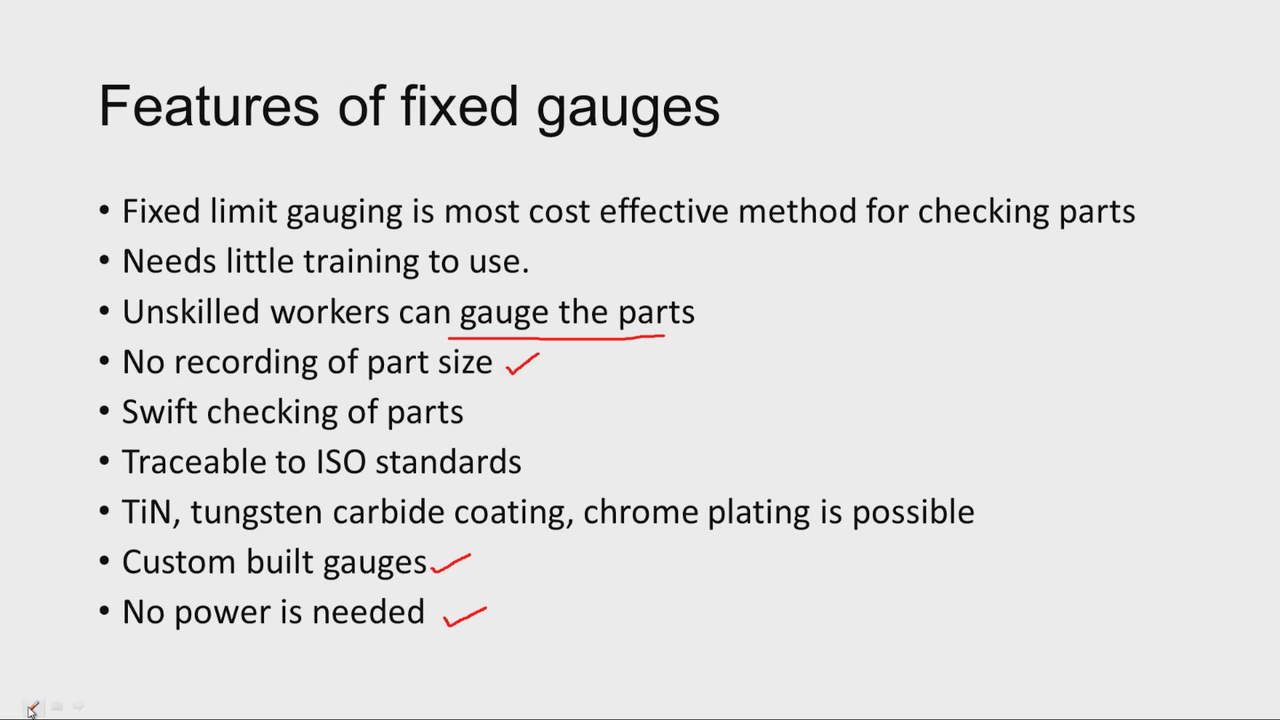 Features of fixed gauges
• Fixed limit gauging is most cost effective method for checking parts
• Needs little training to use.
• Unskilled workers can gauge the parts
• No recording of part size
• Swift checking of parts
• Traceable to ISO standards
• TiN, tungsten carbide coating, chrome plating is possible
• Custom built gauges
• No power is needed